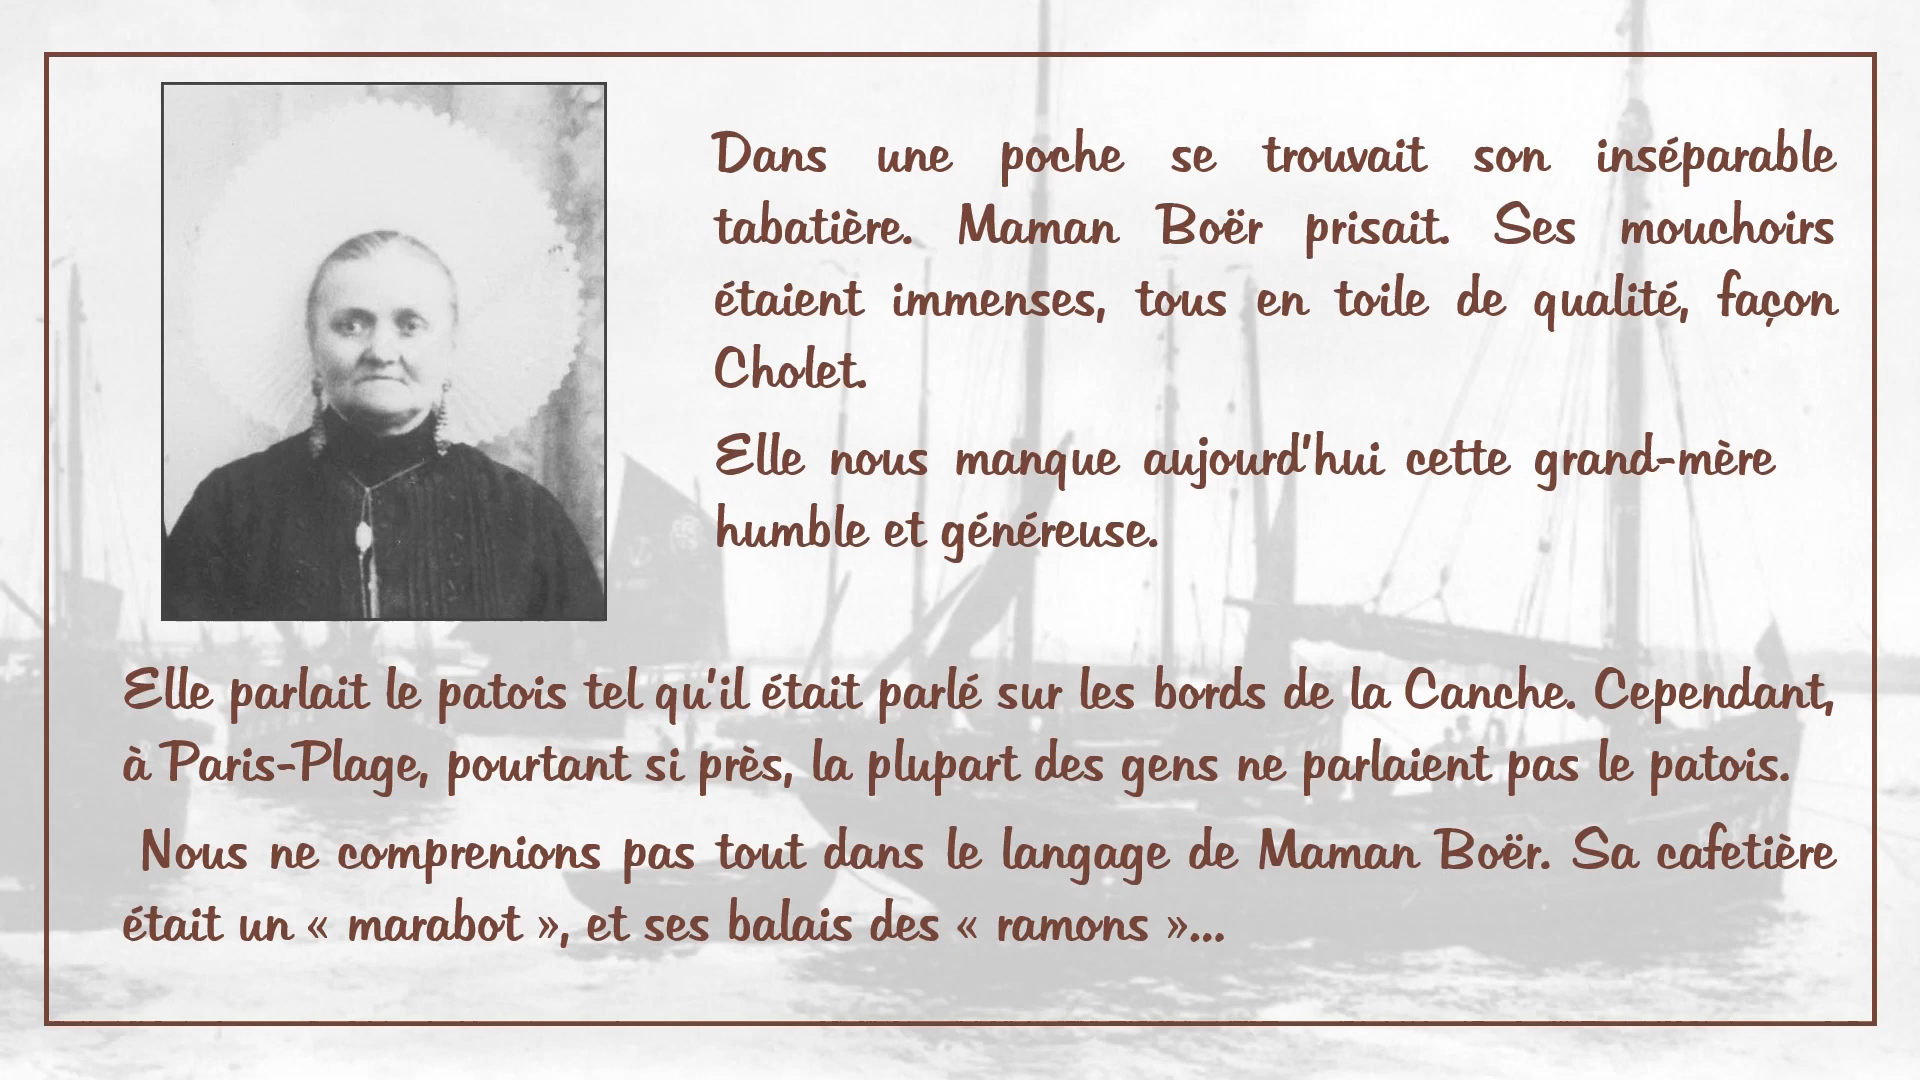 Dans une poche se trouvait son inséparable
tabatière. Maman Boër prisait. Ses mouchoirs
étaient immenses, tous en toile de qualité, façon
Cholet.
Elle nous manque aujourd'hui cette grand-mère
humble et généreuse.
Elle parlait le patois tel qu'il était parlé sur les bords de la Canche. Cependant,
à Paris-Plage, pourtant si près, la plupart des gens ne parlaient pas le patois.
Nous ne comprenions pas tout dans le langage de Maman Boër. Sa cafetière
était un « marabot », et ses balais des « ramons »...